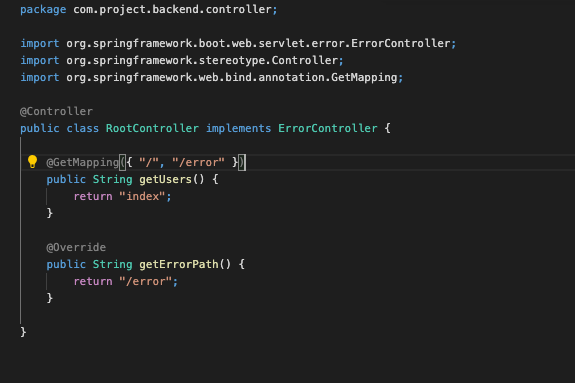 package com.project.backend.controller;
import org.springframework.boot.web.servlet.error.ErrorController;
import org.springframework.stereotype.Controller;
import org.springframework.web.bind.annotation.GetMapping;
@Controller
public class RootController implements ErrorController {
@GetMapping({ "/", "/error" })
public String getUsers() {
return "index";
}
@Override
public String getErrorPath() {
return "/error";
}
}